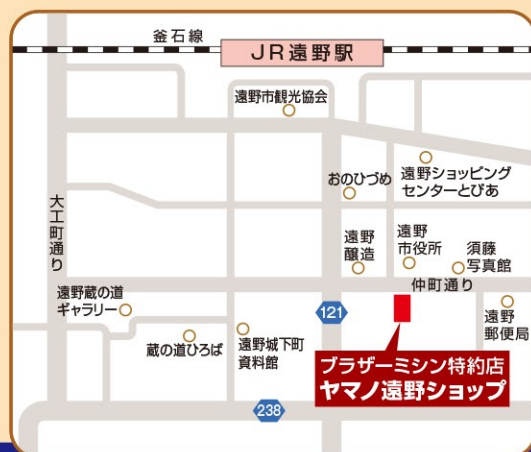 釜石線
JR遠野駅
遠野市観光協会
おのひづめ
遠野ショッピング
センターとぴあ
大工町通り
遠野
醸造
遠野
市役所
須藤
写真館
仲町通り
遠野蔵の道
ギャラリー
蔵の道ひろば
遠野城下町
資料館
121
遠野
郵便局
ブラザーミシン特約店
ヤマノ遠野ショップ
238